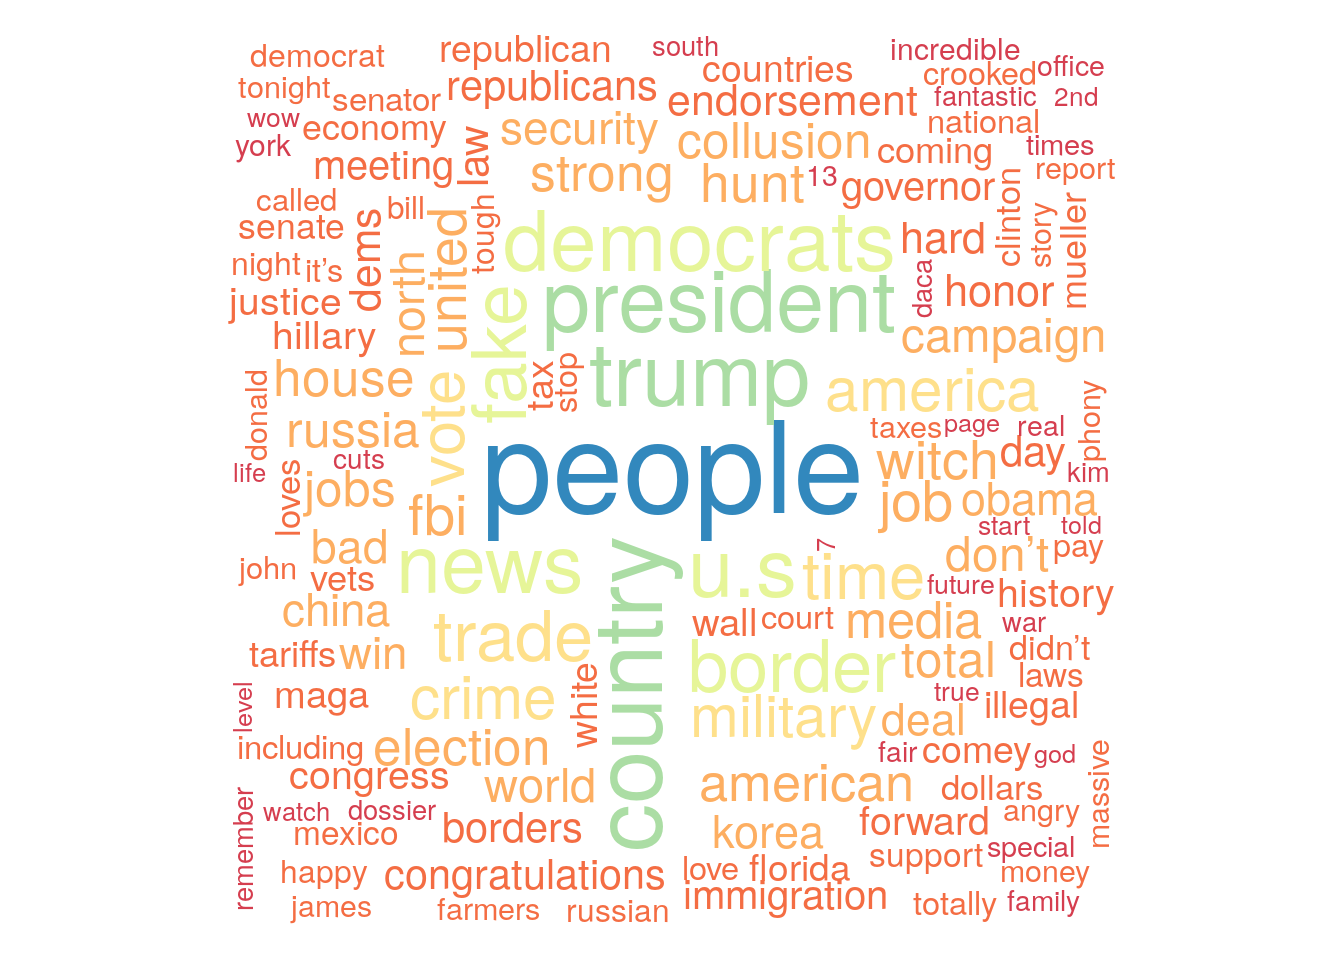 democrat
republican
south
incredible
tonight
senator
republicans
countries
crooked
office
wow
economy
endorsement
fantastic
2nd
york
meeting
law
security
collusion
national
strong
hunt
13
coming
times
governor
report
called
bill
senate
dems
united
tough
democrats
hard
clinton
story
mueller
night
it’s
north
daca
justice
president
honor
hillary
fake
campaign
house
vote
tax
stop
trump
america
donald
russia
taxes
page
real
phony
life
cuts
people
witch
day
kim
loves
jobs
fbi
job
obama
bad
start
told
john
vets
news
country
u.s
7
time
don’t
pay
china
future
history
trade
wall
court
media
war
tariffs
win
border
total
didn’t
laws
level
maga
crime
white
military
true
deal
illegal
including
election
fair
comey
god
congress
world
american
dollars
massive
remember
watch
dossier
angry
mexico
borders
korea
forward
happy
congratulations
love
florida
support
special
money
james
farmers
russian
immigration
totally
family